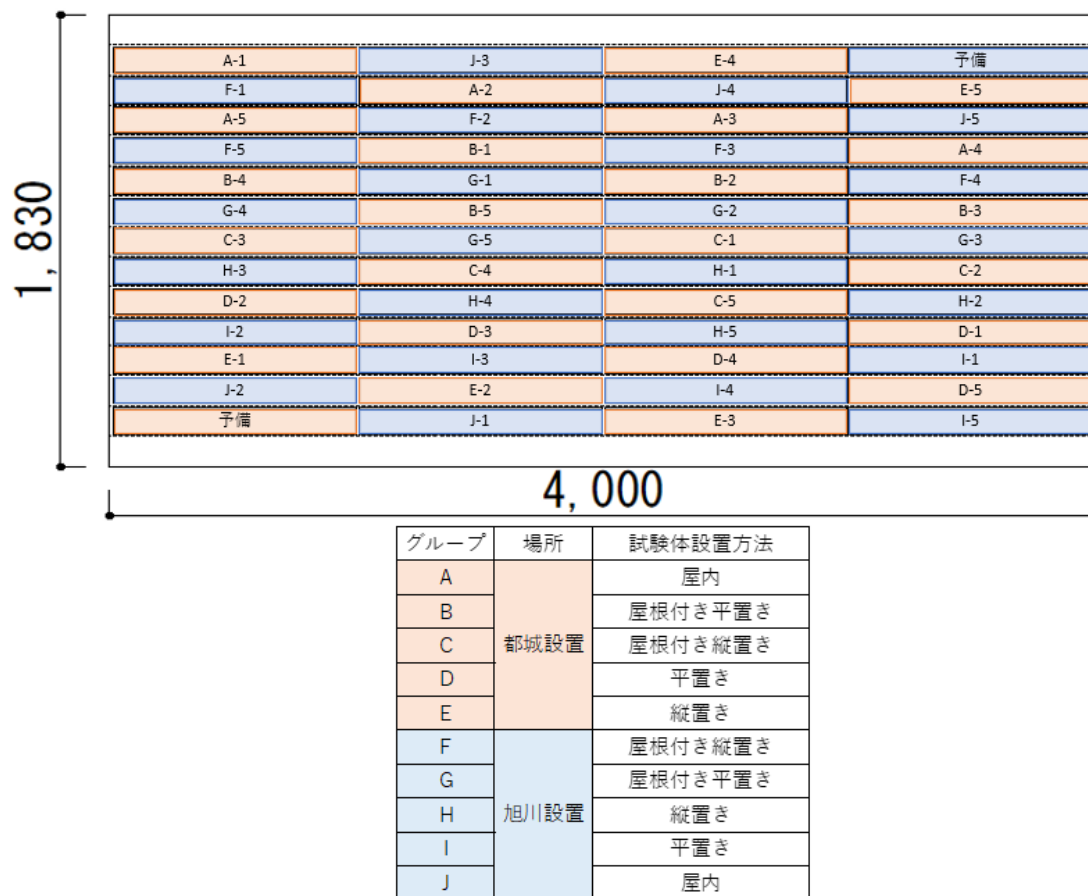 A-1 J-3 E-4 予備
F-1 A-2 J-4 E-5
A-5 F-2 A-3 J-5
F-5 B-1 F-3 A-4
B-4 G-1 B-2 F-4
G-4 B-5 G-2 B-3
C-3 G-5 C-1 G-3
H-3 C-4 H-1 C-2
D-2 H-4 C-5 H-2
I-2 D-3 H-5 D-1
E-1 I-3 D-4 I-1
J-2 E-2 I-4 D-5
予備 J-1 E-3 I-5
1,830
4,000
グループ 場所 試験体設置方法
A 都城設置 屋内
B 屋根付き平置き
C 屋根付き縦置き
D 平置き
E 縦置き
F 旭川設置 屋根付き縦置き
G 屋根付き平置き
H 縦置き
I 平置き
J 屋内